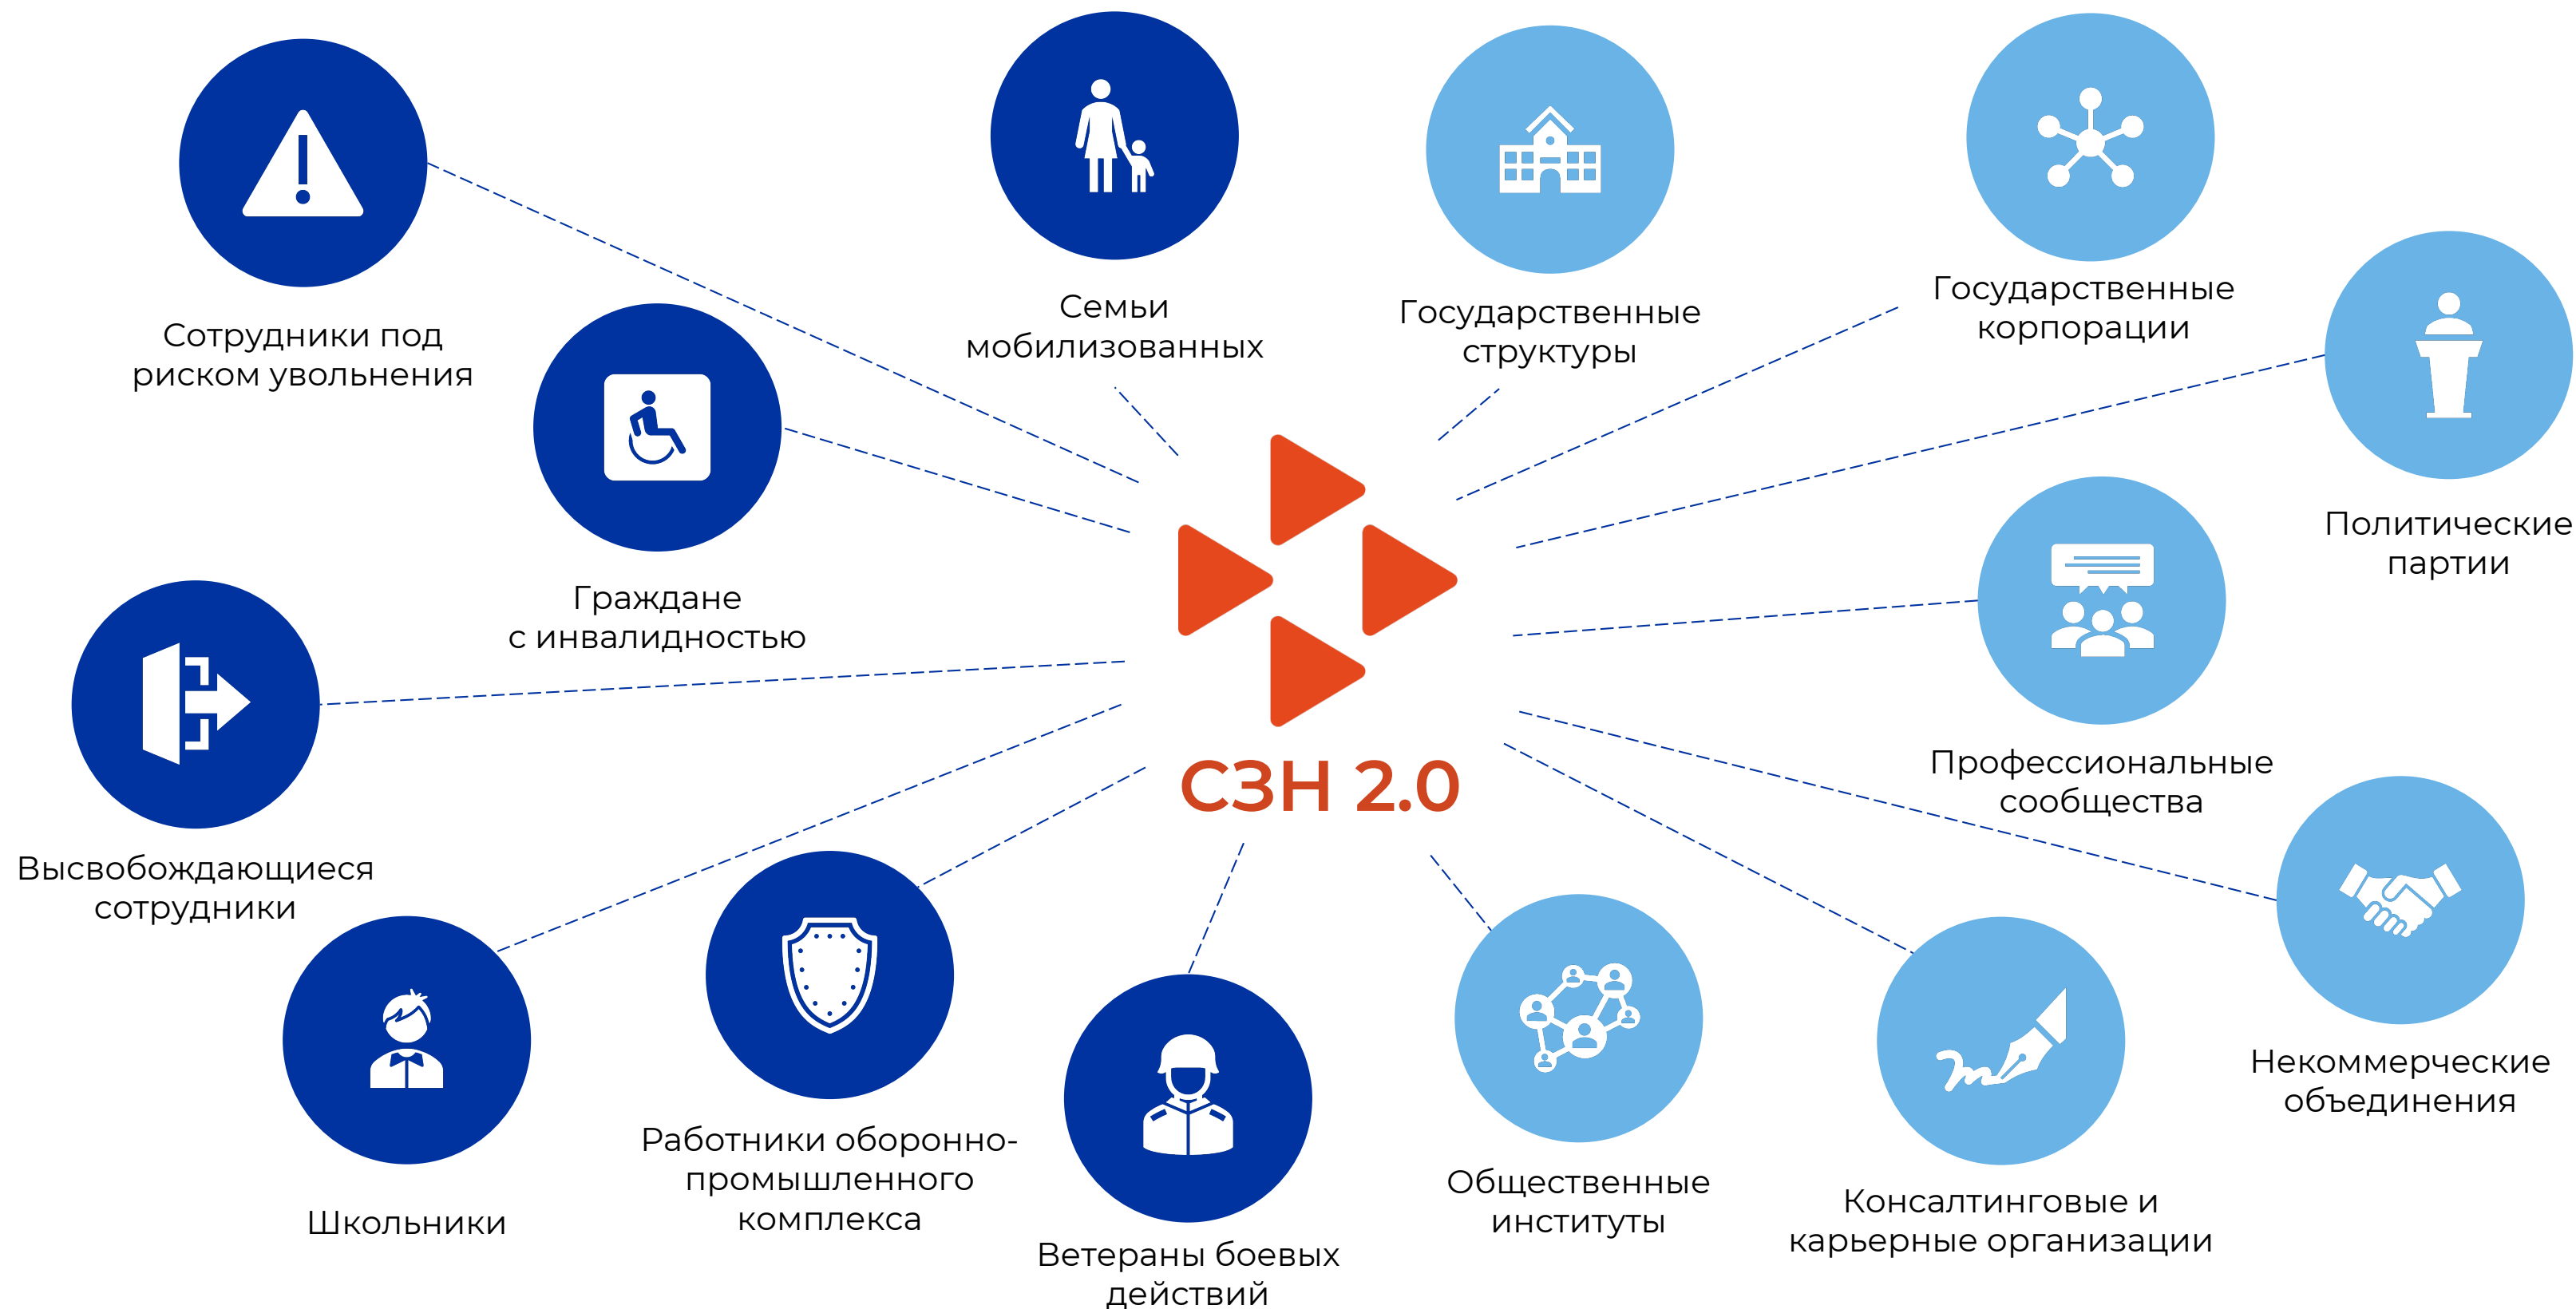 Сотрудники под
риском увольнения
Семьи
мобилизованных
Государственные
структуры
Государственные
корпорации
Граждане
с инвалидностью
Политические
партии
Высвобождающиеся
сотрудники
СЗН 2.0
Профессиональные
сообщества
Школьники
Работники оборонно-
промышленного
комплекса
Ветераны боевых
действий
Общественные
институты
Консалтинговые и
карьерные организации
Некоммерческие
объединения